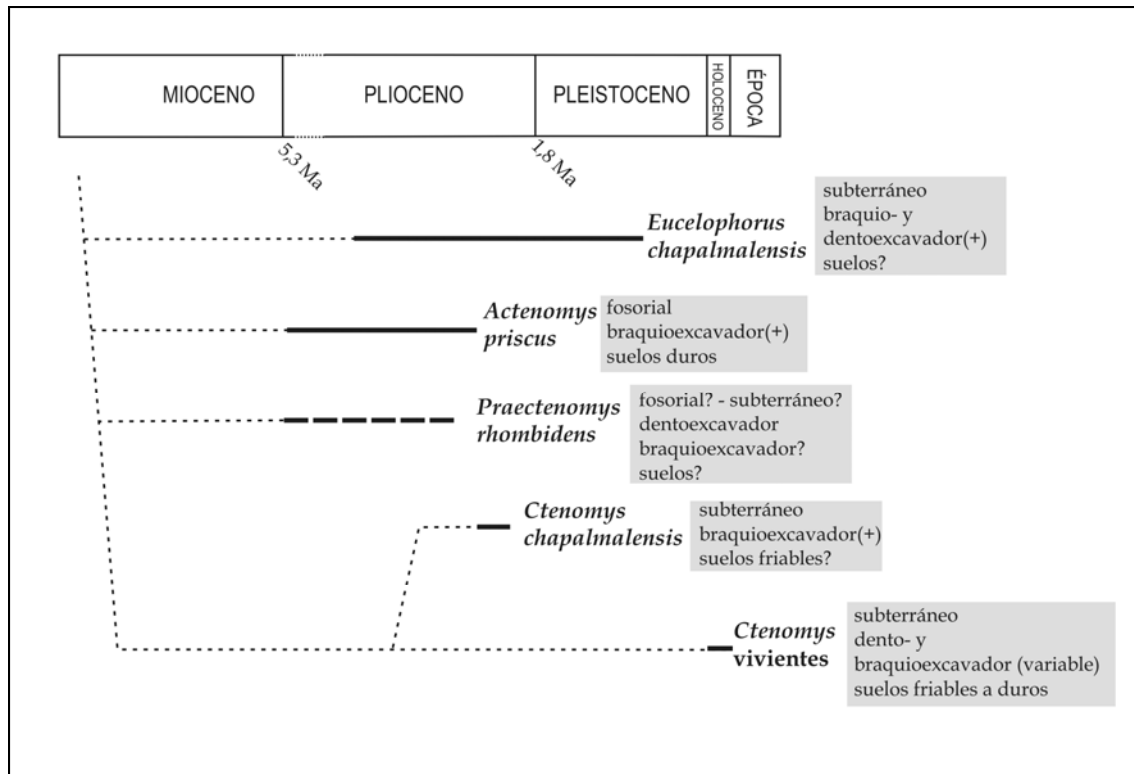 MIOCENO
PLIOCENO
PLEISTOCENO
HOLOCENO
ÉPOCA
5,3 Ma
1,8 Ma
Eucelophorus
chapalmalensis
subterráneo
braquio- y
dentoexcavador(+)
suelos?
Actenomys
priscus
fosorial
braquioexcavador(+)
suelos duros
Praectenomys
rhombidens
fosorial? - subterráneo?
dentoexcavador
braquioexcavador?
suelos?
Ctenomys
chapalmalensis
subterráneo
braquioexcavador(+)
suelos friables?
Ctenomys
vivientes
subterráneo
dento- y
braquioexcavador (variable)
suelos friables a duros